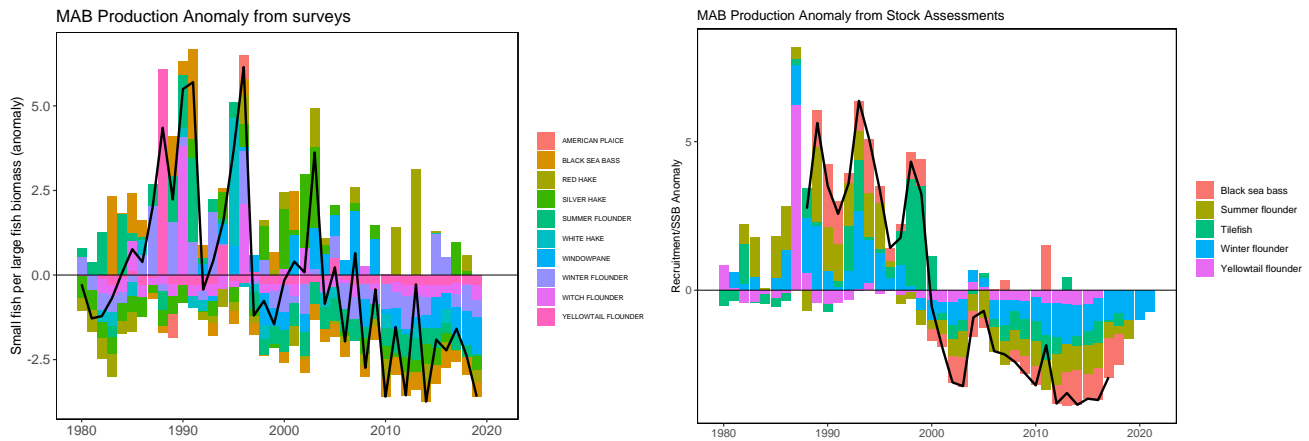 MAB Production Anomaly from surveys
Small fish per large fish biomass (anomaly)
5.0
2.5
0.0
-2.5
1980
1990
2000
2010
2020
AMERICAN PLAICE
BLACK SEA BASS
RED HAKE
SILVER HAKE
SUMMER FLOUNDER
WHITE HAKE
WINDOWPANE
WINTER FLOUNDER
WITCH FLOUNDER
YELLOWTAIL FLOUNDER
MAB Production Anomaly from Stock Assessments
Recruitment/SSB Anomaly
5
0
1980
1990
2000
2010
2020
Black sea bass
Summer flounder
Tilefish
Winter flounder
Yellowtail flounder